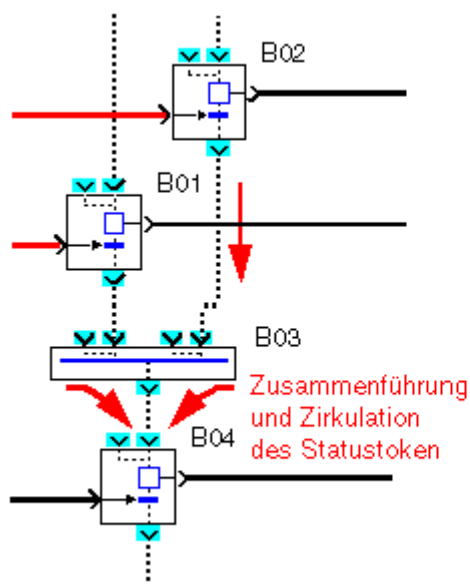 B02
B01
B03
Zusammenführung
und Zirkulation
B04
des Statustoken